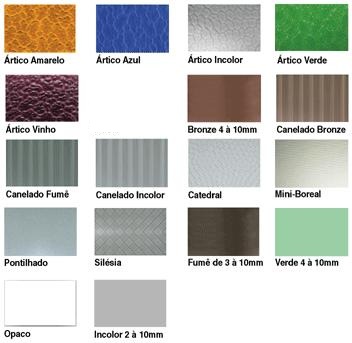 Ártico Amarelo
Ártico Azul
Ártico Incolor
Ártico Verde
Ártico Vinho
Bronze 4 à 10mm
Canelado Bronze
Canelado Fumê
Canelado Incolor
Catedral
Mini-Boreal
Pontilhado
Silésia
Fumê de 3 à 10mm
Verde 4 à 10mm
Opaco
Incolor 2 à 10mm